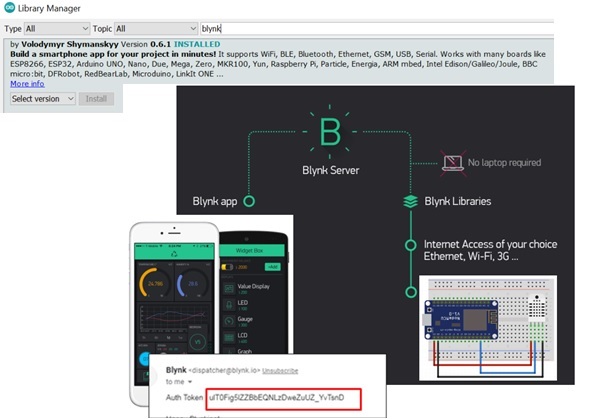 Library Manager
Type All Topic All blynk
by Volodymyr Shymanskyy Version 0.6.1 INSTALLED
Build a smartphone app for your project in minutes! It supports WiFi, BLE, Bluetooth, Ethernet, GSM, USB, Serial. Works with many boards like
ESP8266, ESP32, Arduino UNO, Nano, Due, Mega, Zero, MKR100, Yun, Raspberry Pi, Particle, Energia, ARM mbed, Intel Edison/Galileo/Joule, BBC
micro:bit, DFRobot, RedBearLab, Microduino, LinkIt ONE ...
More info
Select version Install
B
Blynk Server
No laptop required
Blynk app
Blynk Libraries
Internet Access of your choice
Ethernet, Wi-Fi, 3G ...
Widget Box
Value Display
LED
Gauge
LCD
Graph
Blynk <dispatcher@blynk.io> Unsubscribe
to me
Auth Token